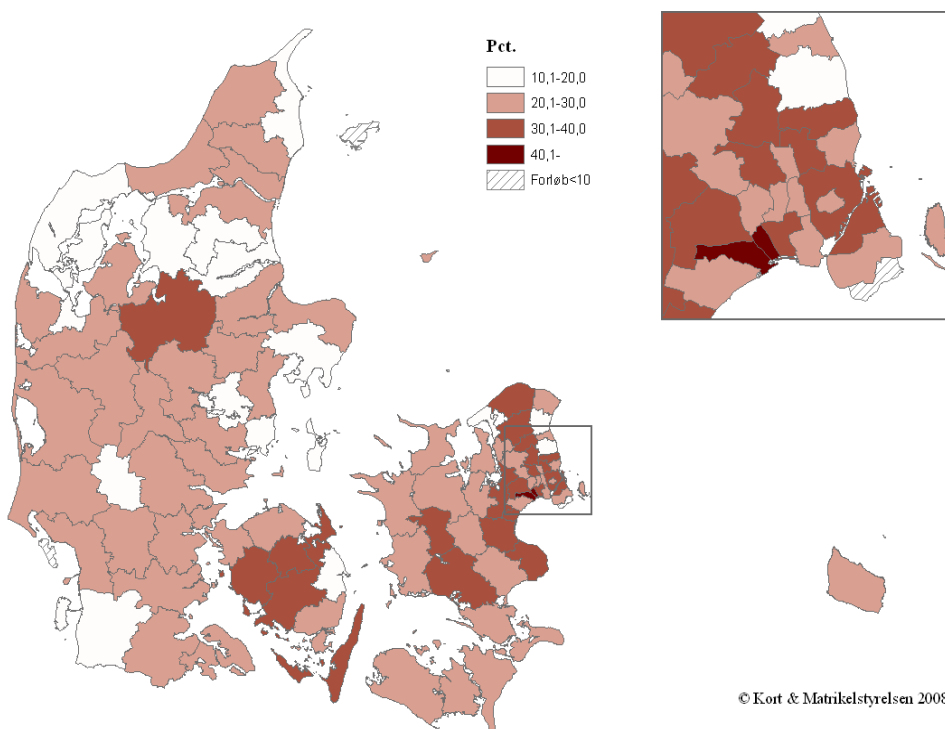 Pct.
10,1-20,0
20,1-30,0
30,1-40,0
40,1-
Forløb<10
© Kort & Matrikelstyrelsen 2008